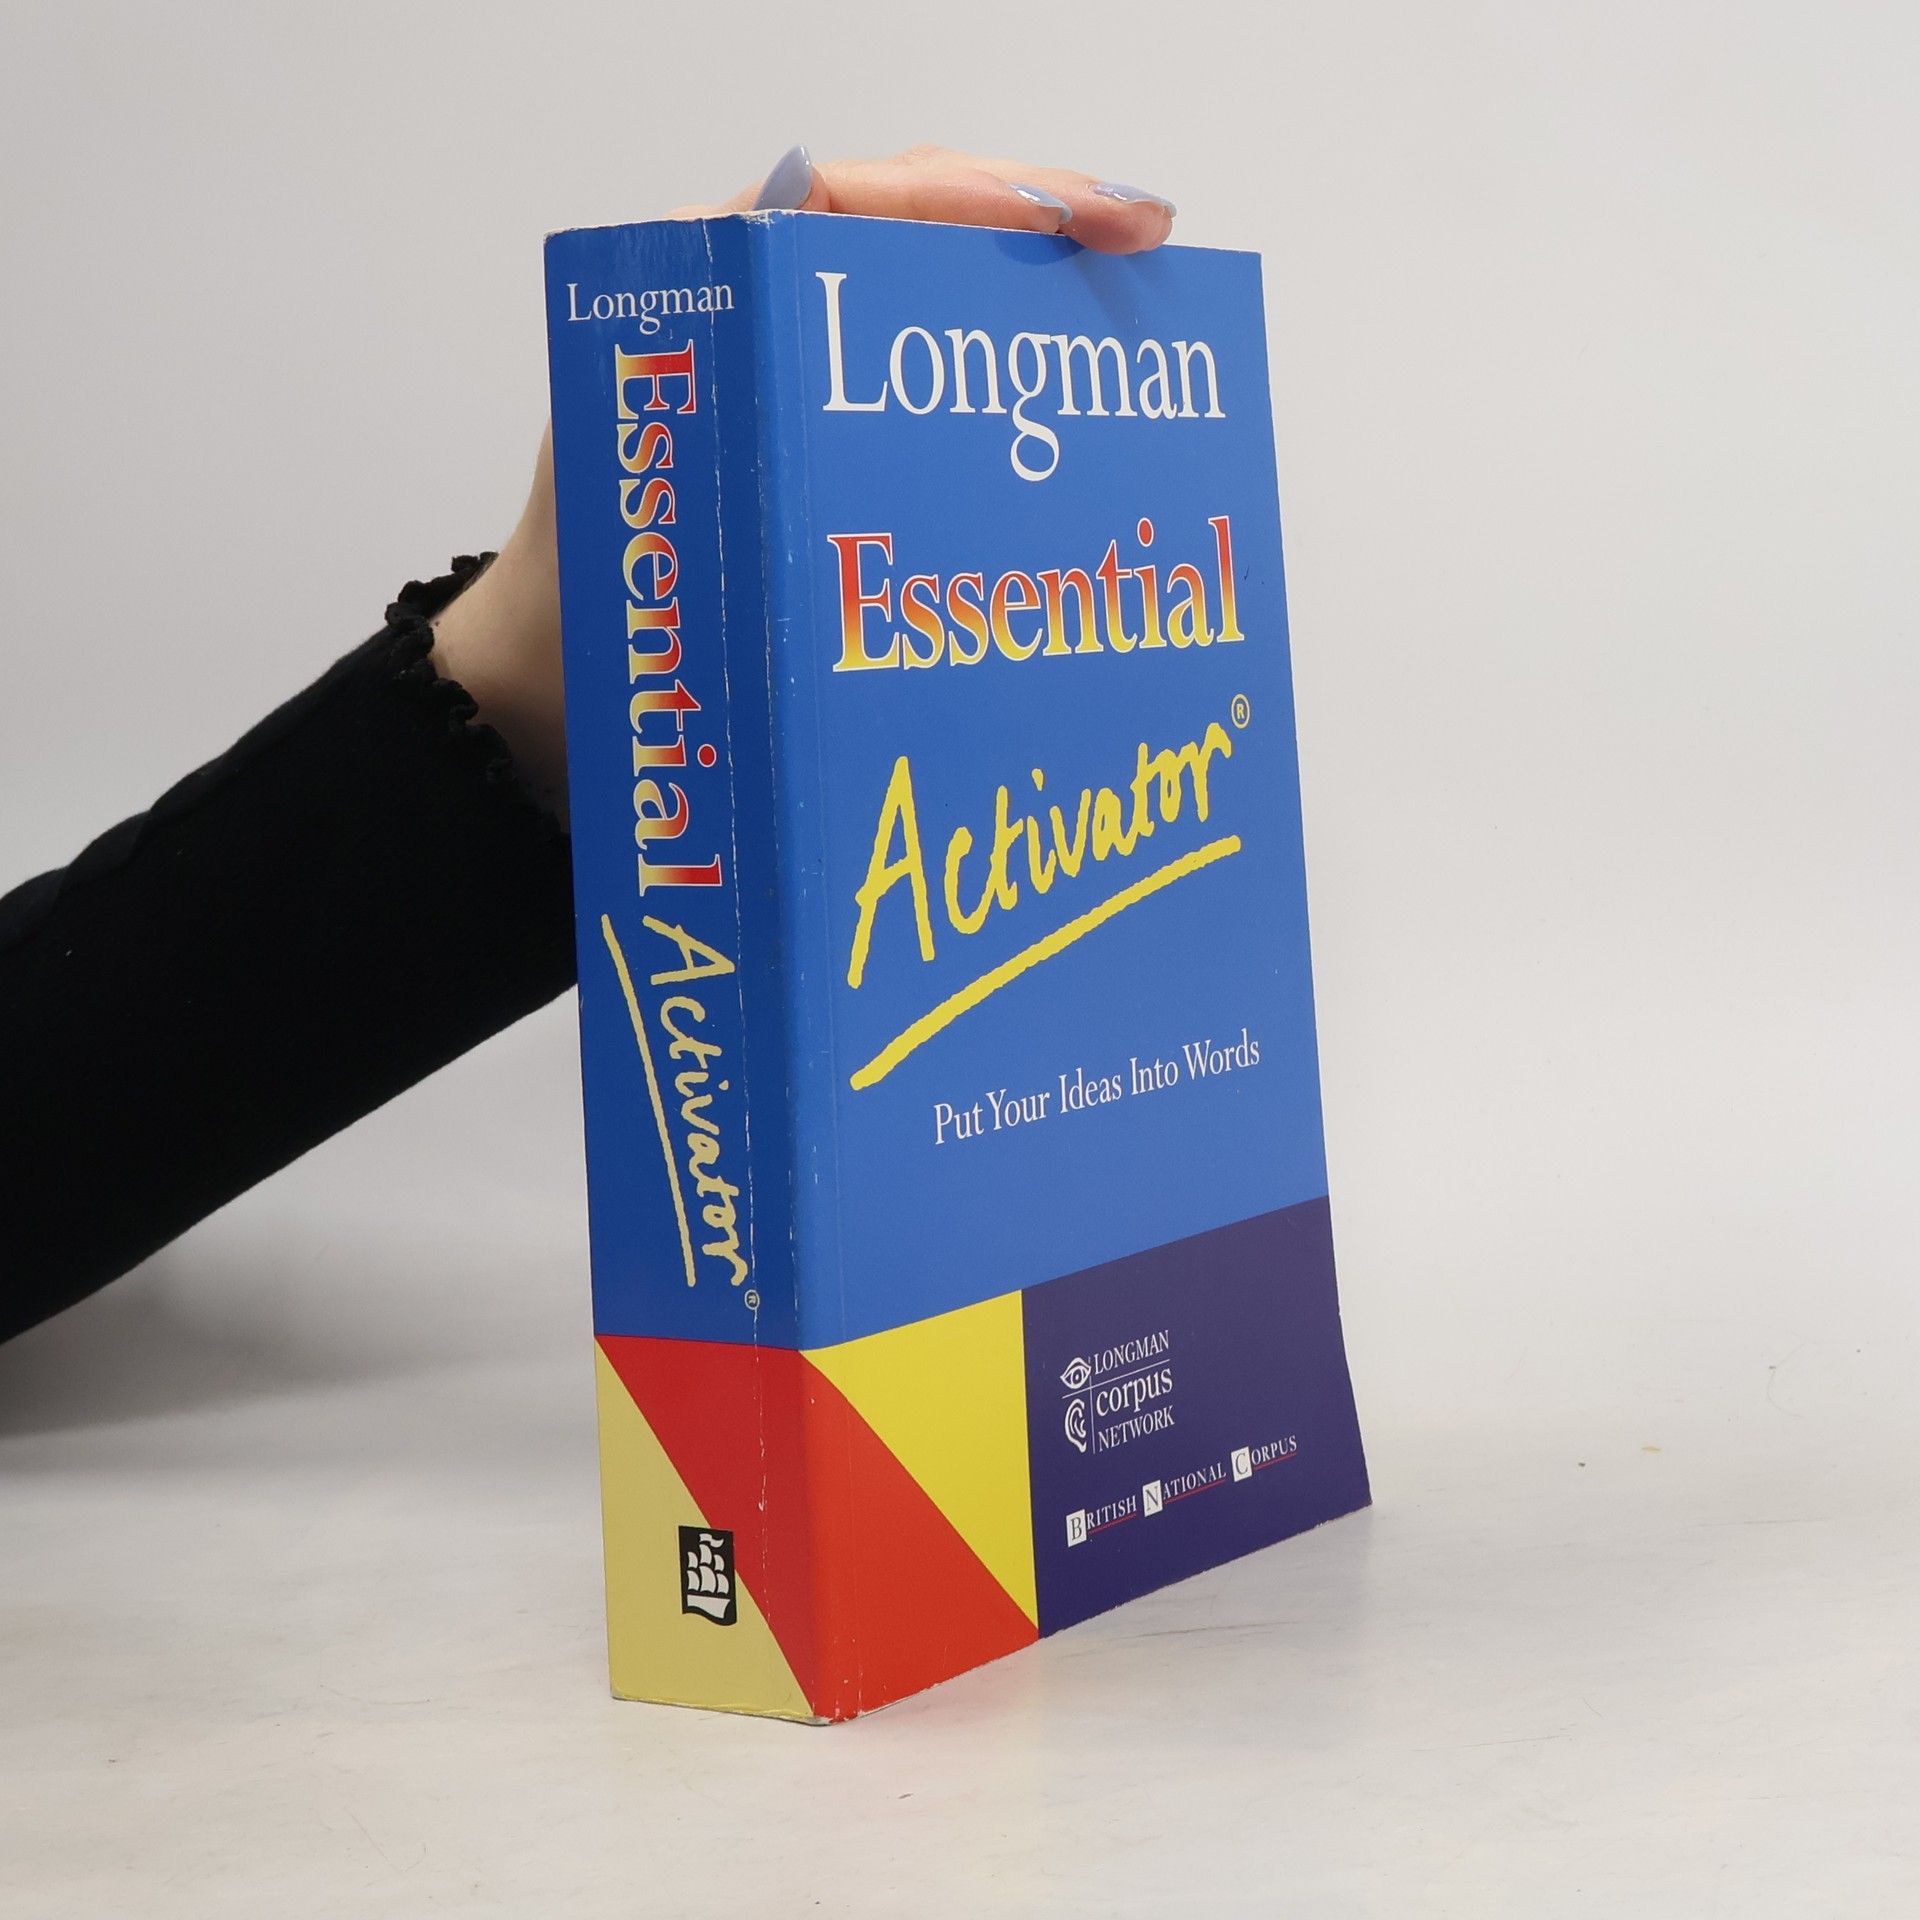 Longman
Essential Activator®
Longman
Essential
Activator®
Put Your Ideas Into Words
LONGMAN
corpus
NETWORK
BRITISH NATIONAL CORPUS